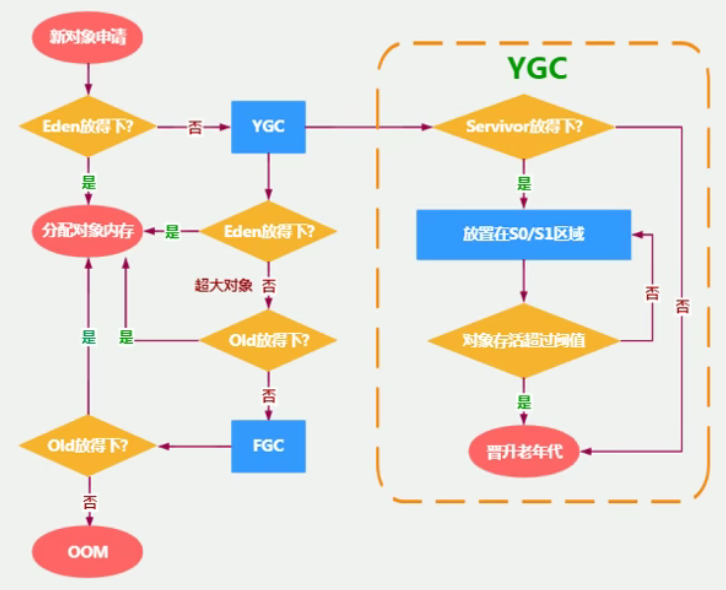 新对象申请
Eden放得下?
否
YGC
是
分配对象内存
是
Eden放得下?
超大对象
否
是
是
Old放得下?
否
Old放得下?
FGC
否
OOM
YGC
Servivor放得下?
是
放置在S0/S1区域
否
否
对象存活超过阈值
是
晋升老年代